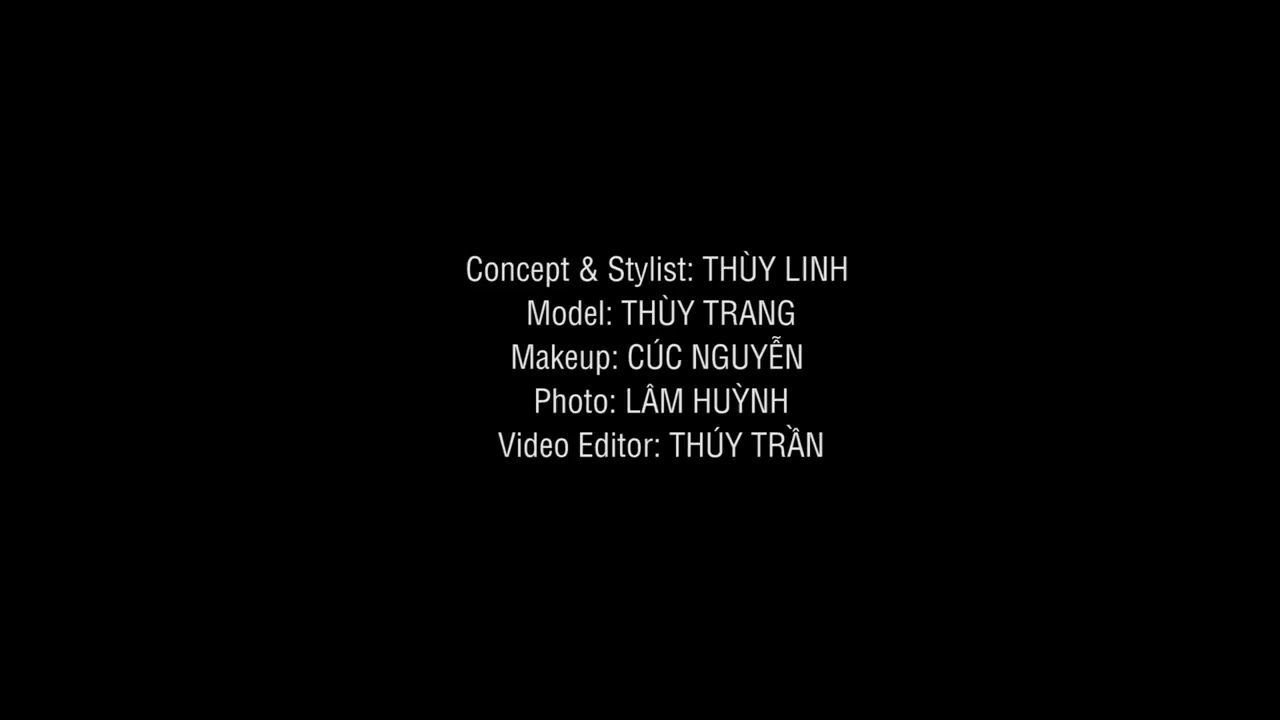 Concept & Stylist: THÙY LINH
Model: THÙY TRANG
Makeup: CÚC NGUYỄN
Photo: LÂM HUỲNH
Video Editor: THÚY TRẦN